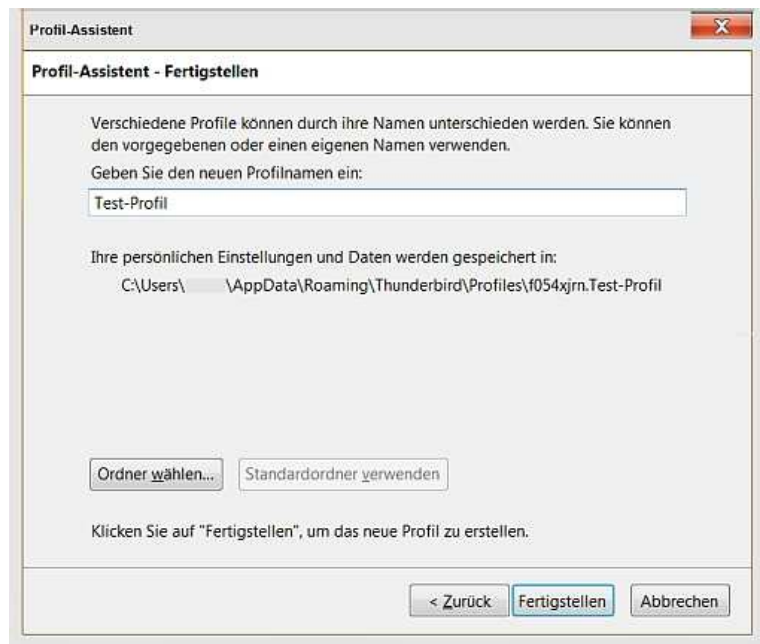 Profil-Assistent
Profil-Assistent - Fertigstellen
Verschiedene Profile können durch ihre Namen unterschieden werden. Sie können
den vorgegebenen oder einen eigenen Namen verwenden.
Geben Sie den neuen Profilnamen ein:
Test-Profil
Ihre persönlichen Einstellungen und Daten werden gespeichert in:
C:\Users\ \AppData\Roaming\Thunderbird\Profiles\f054xjrn.Test-Profil
Ordner wählen... Standardordner verwenden
Klicken Sie auf "Fertigstellen", um das neue Profil zu erstellen.
< Zurück Fertigstellen Abbrechen